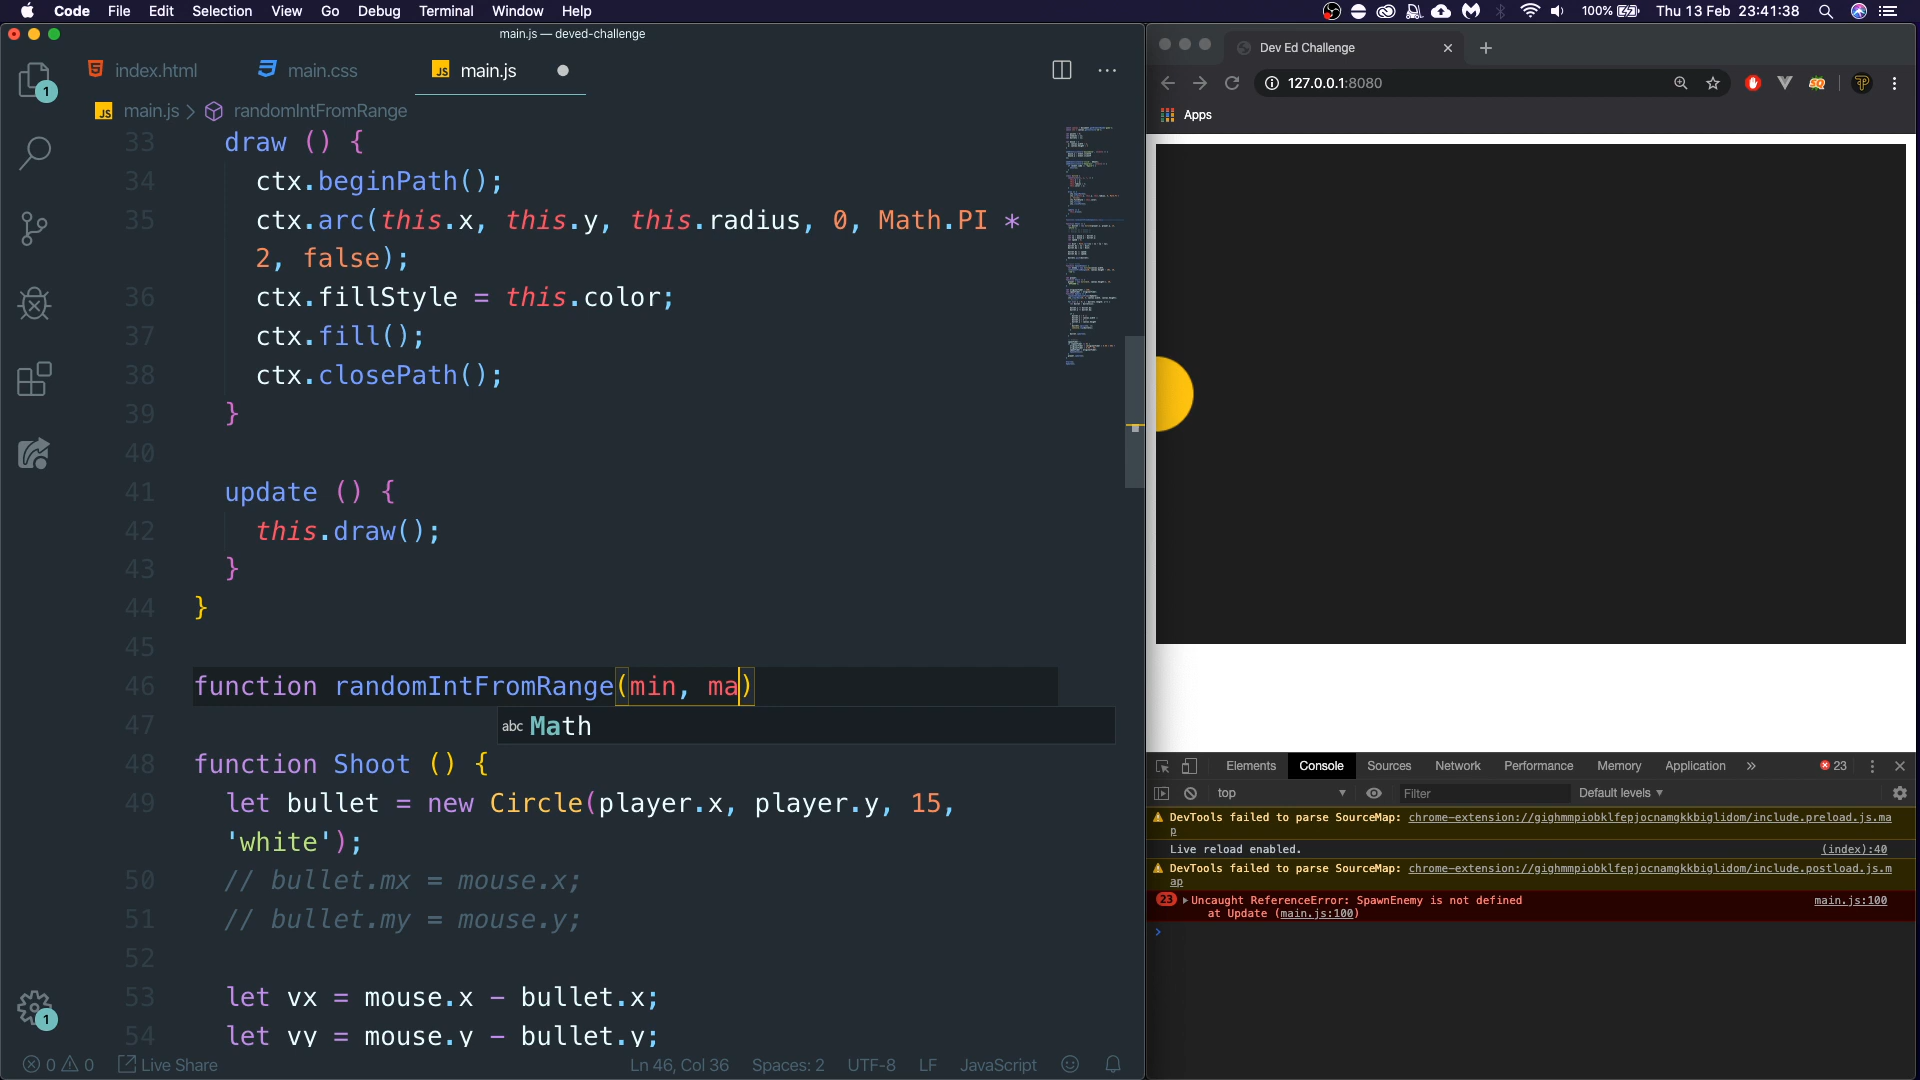 Code File Edit Selection View Go Debug Terminal Window Help
100% Thu 13 Feb 23:41:38
main.js — deved-challenge
index.html main.css main.js
main.js > randomIntFromRange
33 draw () {
34 ctx.beginPath();
35 ctx.arc(this.x, this.y, this.radius, 0, Math.PI *
2, false);
36 ctx.fillStyle = this.color;
37 ctx.fill();
38 ctx.closePath();
39 }
40
41 update () {
42 this.draw();
43 }
44 }
45
46 function randomIntFromRange(min, ma)
47
abc Math
48 function Shoot () {
49 let bullet = new Circle(player.x, player.y, 15,
'white');
50 // bullet.mx = mouse.x;
51 // bullet.my = mouse.y;
52
53 let vx = mouse.x - bullet.x;
54 let vy = mouse.y - bullet.y;
1
1
0 0 Live Share Ln 46, Col 36 Spaces: 2 UTF-8 LF JavaScript
Dev Ed Challenge
127.0.0.1:8080
Apps
Elements Console Sources Network Performance Memory Application » 23
top Filter Default levels
DevTools failed to parse SourceMap: chrome-extension://gighmmpiobklfepjocnamgkkbiglidom/include.preload.js.ma
p
Live reload enabled. (index):40
DevTools failed to parse SourceMap: chrome-extension://gighmmpiobklfepjocnamgkkbiglidom/include.postload.js.m
ap
23 Uncaught ReferenceError: SpawnEnemy is not defined main.js:100
at Update (main.js:100)
>